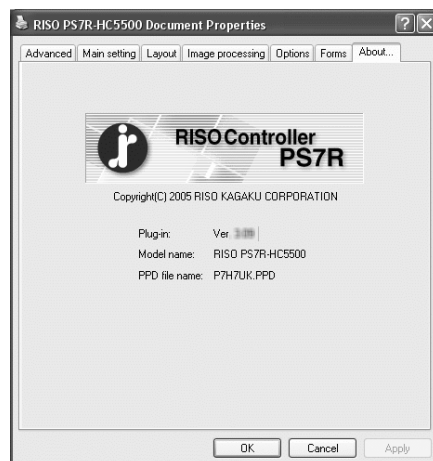 RISO PS7R-HC5500 Document Properties
Advanced Main setting Layout Image processing Options Forms About...
RISO Controller
PS7R
Copyright(C) 2005 RISO KAGAKU CORPORATION
Plug-in: Ver.
Model name: RISO PS7R-HC5500
PPD file name: P7H7UK.PPD
OK Cancel Apply